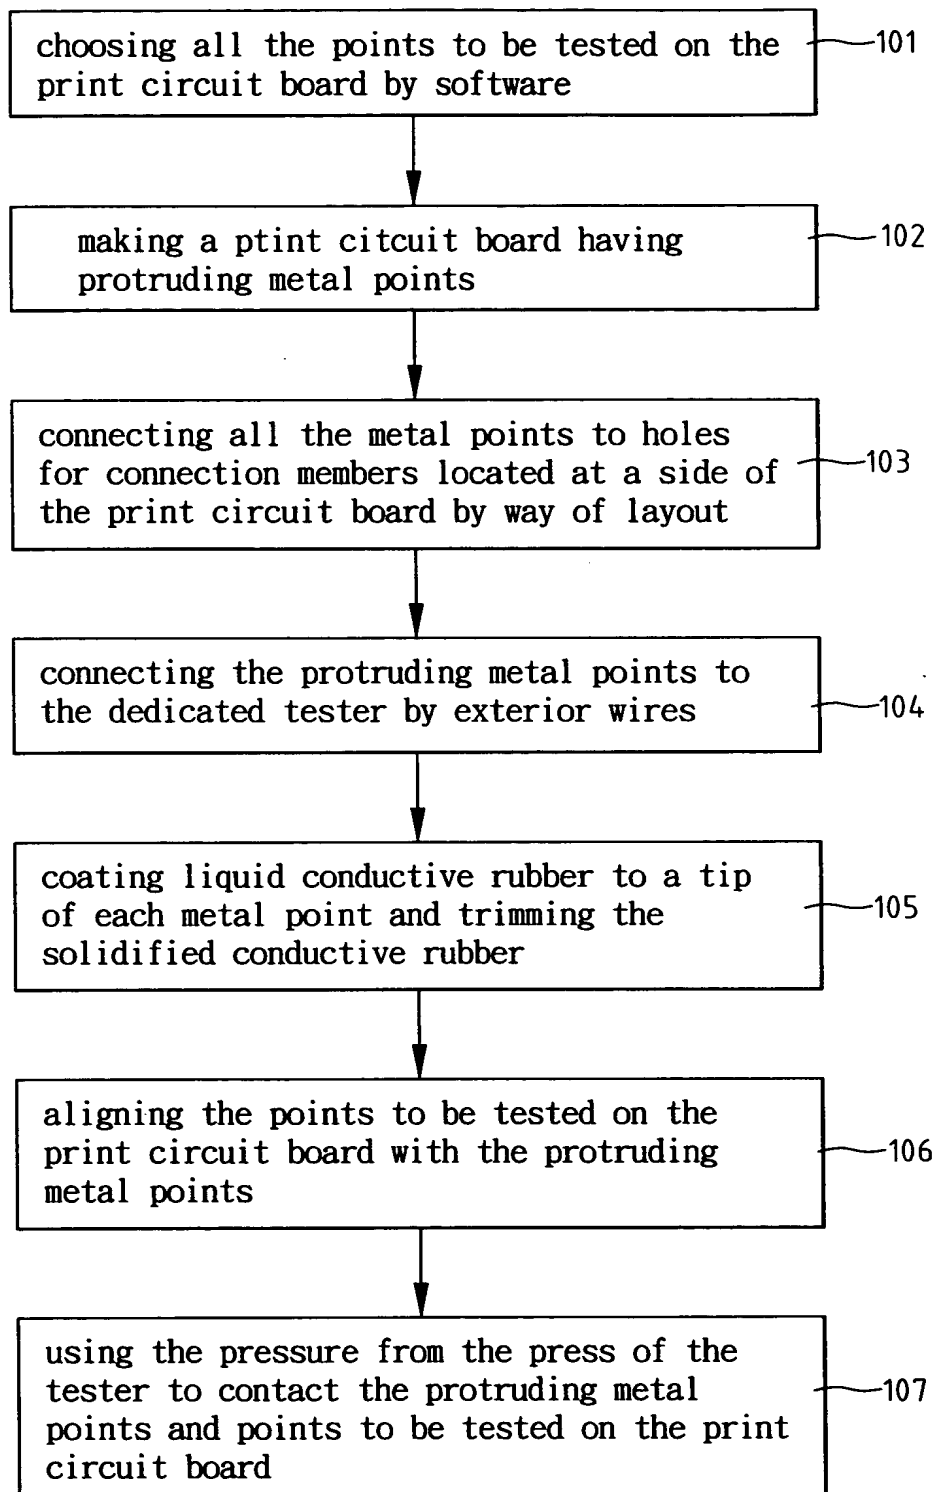 choosing all the points to be tested on the
print circuit board by software
101
making a ptint citcuit board having
protruding metal points
102
connecting all the metal points to holes
for connection members located at a side of
the print circuit board by way of layout
103
connecting the protruding metal points to
the dedicated tester by exterior wires
104
coating liquid conductive rubber to a tip
of each metal point and trimming the
solidified conductive rubber
105
aligning the points to be tested on the
print circuit board with the protruding
metal points
106
using the pressure from the press of the
tester to contact the protruding metal
points and points to be tested on the print
circuit board
107